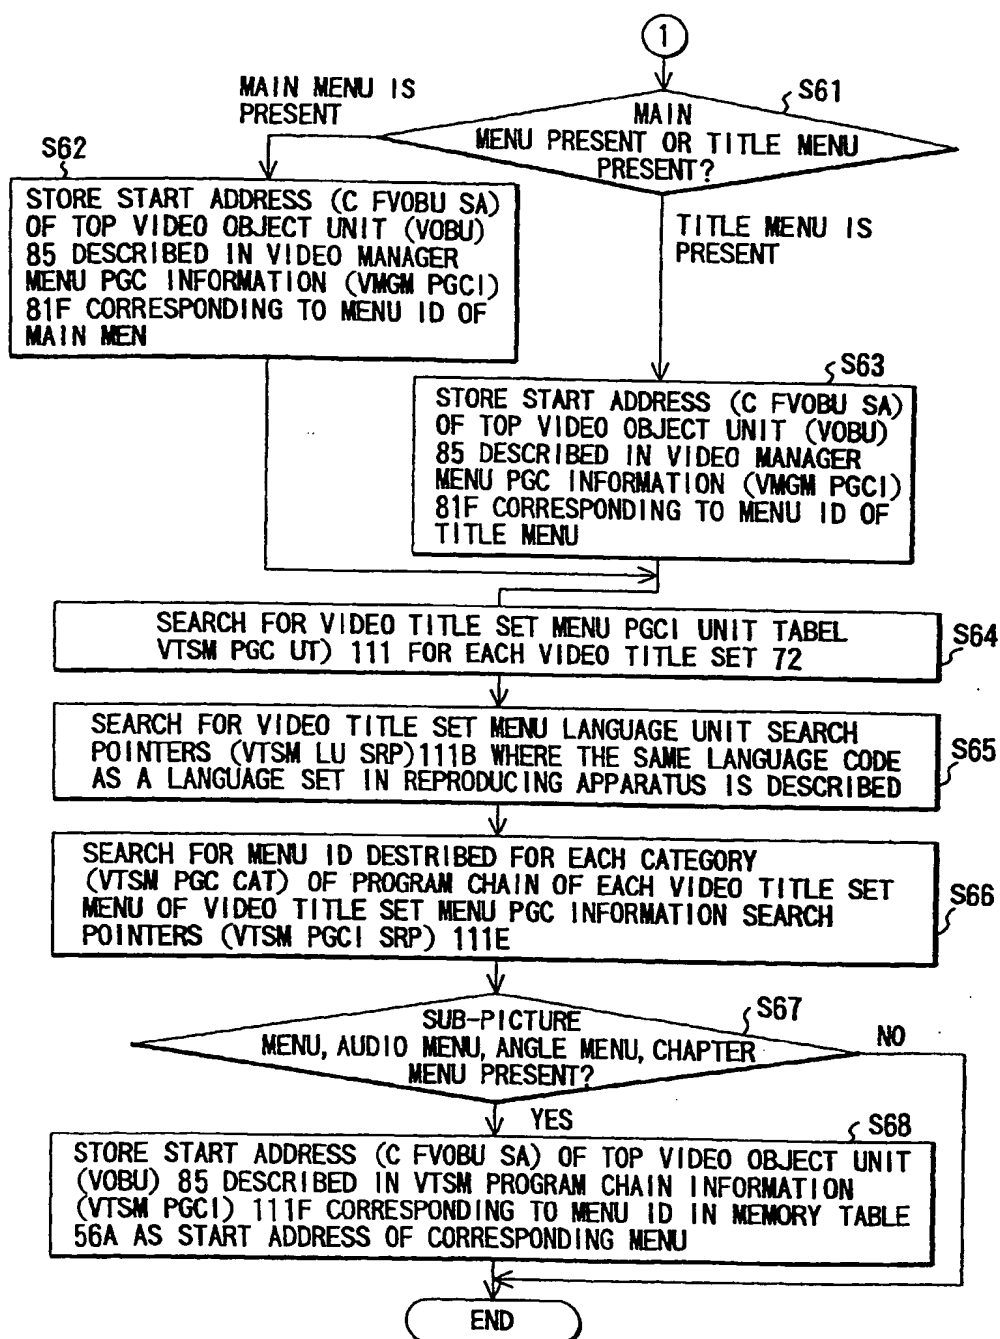 1
S61
MAIN
MENU PRESENT OR TITLE MENU
PRESENT?
MAIN MENU IS
PRESENT
S62
STORE START ADDRESS (C FVOBU SA)
OF TOP VIDEO OBJECT UNIT (VOBU)
85 DESCRIBED IN VIDEO MANAGER
MENU PGC INFORMATION (VMGM PGCI)
81F CORRESPONDING TO MENU ID OF
MAIN MEN
TITLE MENU IS
PRESENT
S63
STORE START ADDRESS (C FVOBU SA)
OF TOP VIDEO OBJECT UNIT (VOBU)
85 DESCRIBED IN VIDEO MANAGER
MENU PGC INFORMATION (VMGM PGCI)
81F CORRESPONDING TO MENU ID OF
TITLE MENU
SEARCH FOR VIDEO TITLE SET MENU PGCI UNIT TABEL
VTSM PGC UT) 111 FOR EACH VIDEO TITLE SET 72
S64
SEARCH FOR VIDEO TITLE SET MENU LANGUAGE UNIT SEARCH
POINTERS (VTSM LU SRP)111B WHERE THE SAME LANGUAGE CODE
AS A LANGUAGE SET IN REPRODUCING APPARATUS IS DESCRIBED
S65
SEARCH FOR MENU ID DESTRIBED FOR EACH CATEGORY
(VTSM PGC CAT) OF PROGRAM CHAIN OF EACH VIDEO TITLE SET
MENU OF VIDEO TITLE SET MENU PGC INFORMATION SEARCH
POINTERS (VTSM PGCI SRP) 111E
S66
S67
SUB-PICTURE
MENU, AUDIO MENU, ANGLE MENU, CHAPTER
MENU PRESENT?
NO
YES
S68
STORE START ADDRESS (C FVOBU SA) OF TOP VIDEO OBJECT UNIT
(VOBU) 85 DESCRIBED IN VTSM PROGRAM CHAIN INFORMATION
(VTSM PGCI) 111F CORRESPONDING TO MENU ID IN MEMORY TABLE
56A AS START ADDRESS OF CORRESPONDING MENU
END